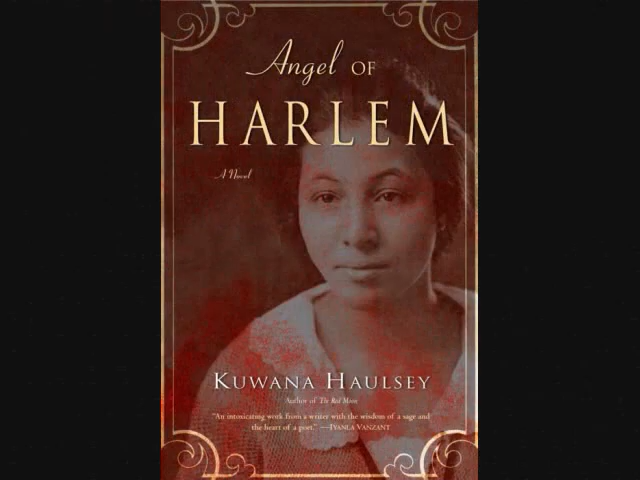 Angel OF
HARLEM
A Novel
KUWANA HAULSEY
Author of The Red Moon
"An intoxicating work from a writer with the wisdom of a sage and
the heart of a poet." —IYANLA VANZANT